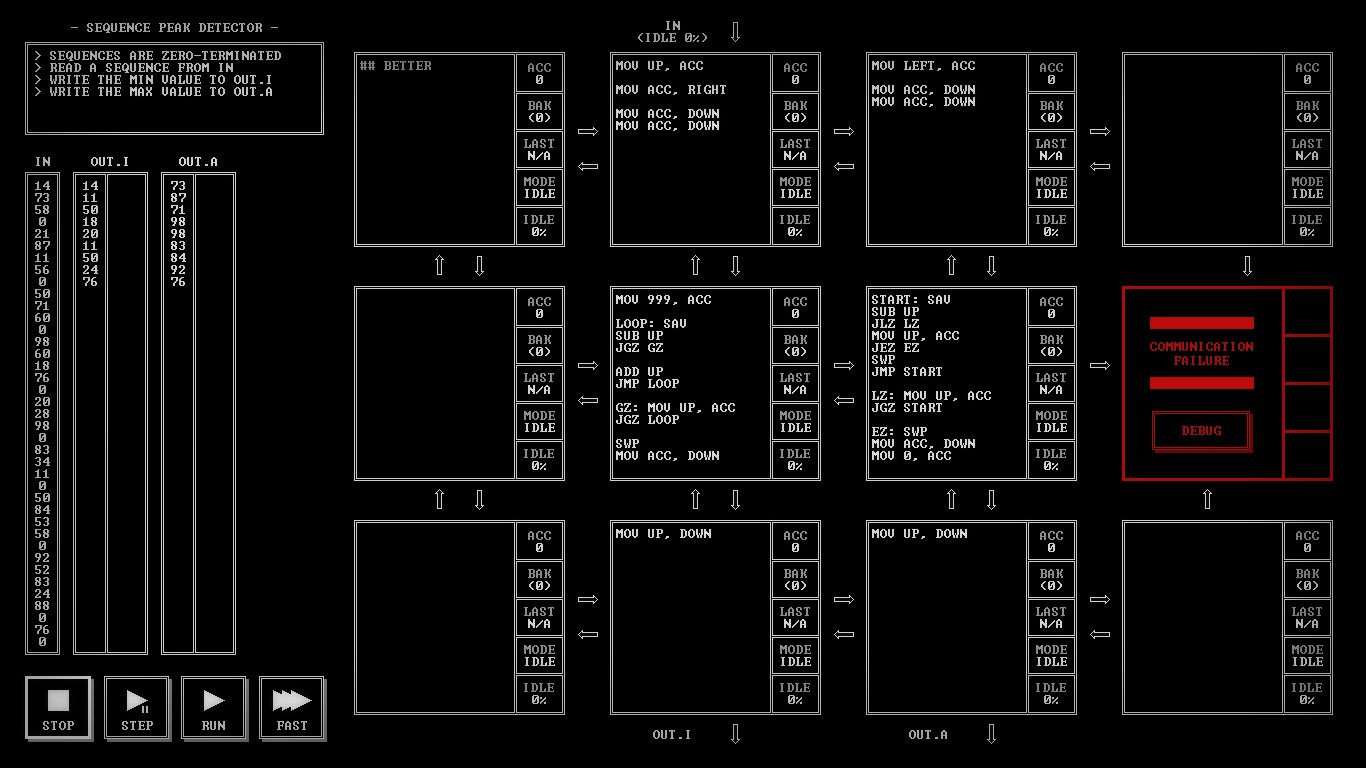 - SEQUENCE PEAK DETECTOR -
> SEQUENCES ARE ZERO-TERMINATED
> READ A SEQUENCE FROM IN
> WRITE THE MIN VALUE TO OUT.I
> WRITE THE MAX VALUE TO OUT.A
IN OUT.I OUT.A
14 14 73
73 11 87
58 50 71
0 18 98
21 20 98
87 11 83
11 50 84
56 24 92
0 76 76
50
71
60
0
98
60
18
76
0
20
28
98
0
83
34
11
0
50
84
53
58
0
92
52
83
24
88
0
76
0
STOP
STEP
RUN
FAST
IN
(IDLE 0%)
## BETTER
ACC
0
BAK
(0)
LAST
N/A
MODE
IDLE
IDLE
0%
MOV UP, ACC
MOV ACC, RIGHT
MOV ACC, DOWN
MOV ACC, DOWN
ACC
0
BAK
(0)
LAST
N/A
MODE
IDLE
IDLE
0%
MOV LEFT, ACC
MOV ACC, DOWN
MOV ACC, DOWN
ACC
0
BAK
(0)
LAST
N/A
MODE
IDLE
IDLE
0%
ACC
0
BAK
(0)
LAST
N/A
MODE
IDLE
IDLE
0%
ACC
0
BAK
(0)
LAST
N/A
MODE
IDLE
IDLE
0%
MOV 999, ACC
LOOP: SAV
SUB UP
JGZ GZ
ADD UP
JMP LOOP
GZ: MOV UP, ACC
JGZ LOOP
SWP
MOV ACC, DOWN
ACC
0
BAK
(0)
LAST
N/A
MODE
IDLE
IDLE
0%
START: SAV
SUB UP
JLZ LZ
MOV UP, ACC
JEZ EZ
SWP
JMP START
LZ: MOV UP, ACC
JGZ START
EZ: SWP
MOV ACC, DOWN
MOV 0, ACC
ACC
0
BAK
(0)
LAST
N/A
MODE
IDLE
IDLE
0%
COMMUNICATION
FAILURE
DEBUG
ACC
0
BAK
(0)
LAST
N/A
MODE
IDLE
IDLE
0%
MOV UP, DOWN
ACC
0
BAK
(0)
LAST
N/A
MODE
IDLE
IDLE
0%
MOV UP, DOWN
ACC
0
BAK
(0)
LAST
N/A
MODE
IDLE
IDLE
0%
ACC
0
BAK
(0)
LAST
N/A
MODE
IDLE
IDLE
0%
OUT.I
OUT.A